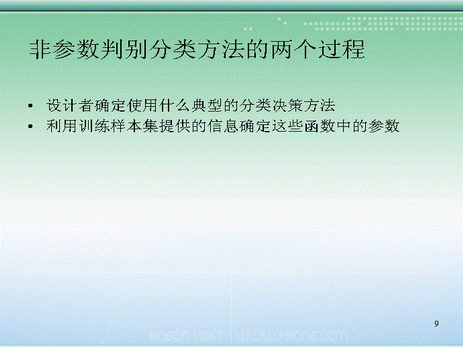 非参数判别分类方法的两个过程
• 设计者确定使用什么典型的分类决策方法
• 利用训练样本集提供的信息确定这些函数中的参数
9